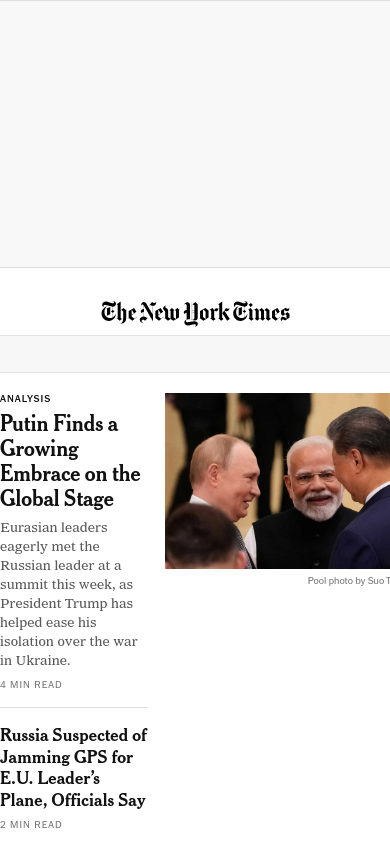 The New York Times
ANALYSIS
Putin Finds a
Growing
Embrace on the
Global Stage
Eurasian leaders
eagerly met the
Russian leader at a
summit this week, as
President Trump has
helped ease his
isolation over the war
in Ukraine.
4 MIN READ
Pool photo by Suo T
Russia Suspected of
Jamming GPS for
E.U. Leader’s
Plane, Officials Say
2 MIN READ